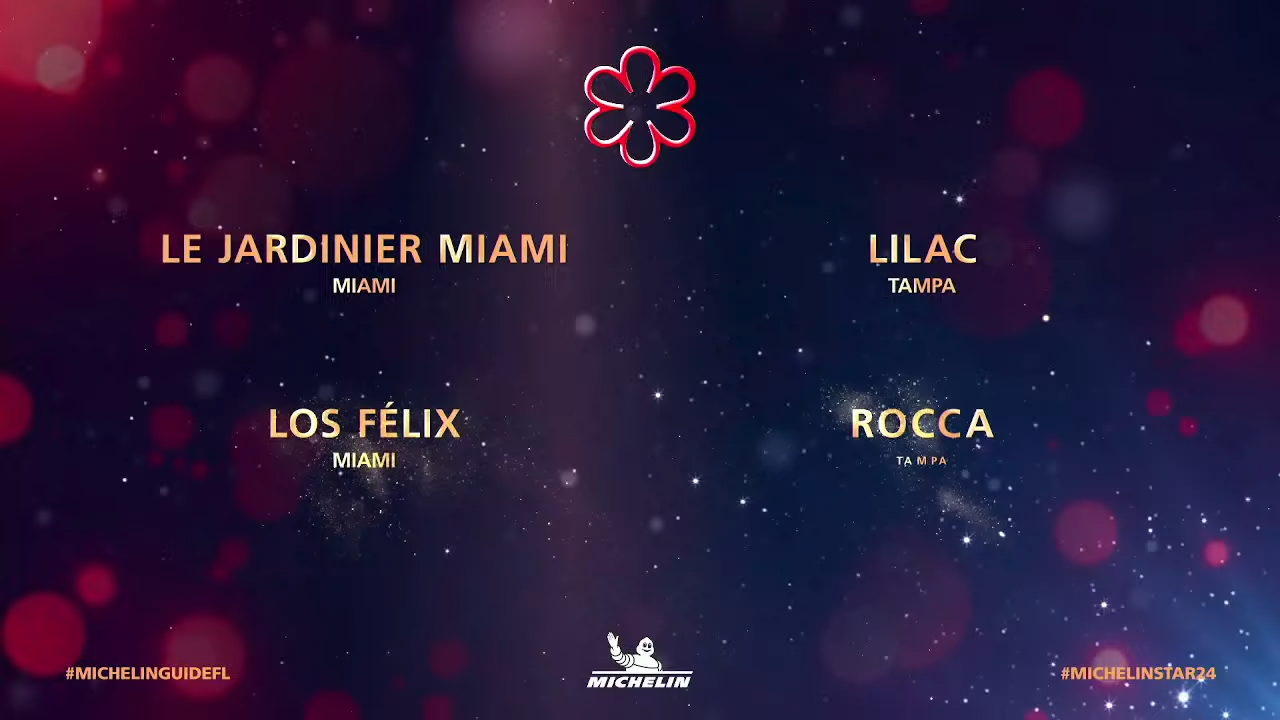 LE JARDINIER MIAMI
MIAMI
LILAC
TAMPA
LOS FÉLIX
MIAMI
ROCCA
TAMPA
#MICHELINGUIDEFL
MICHELIN
#MICHELINSTAR24